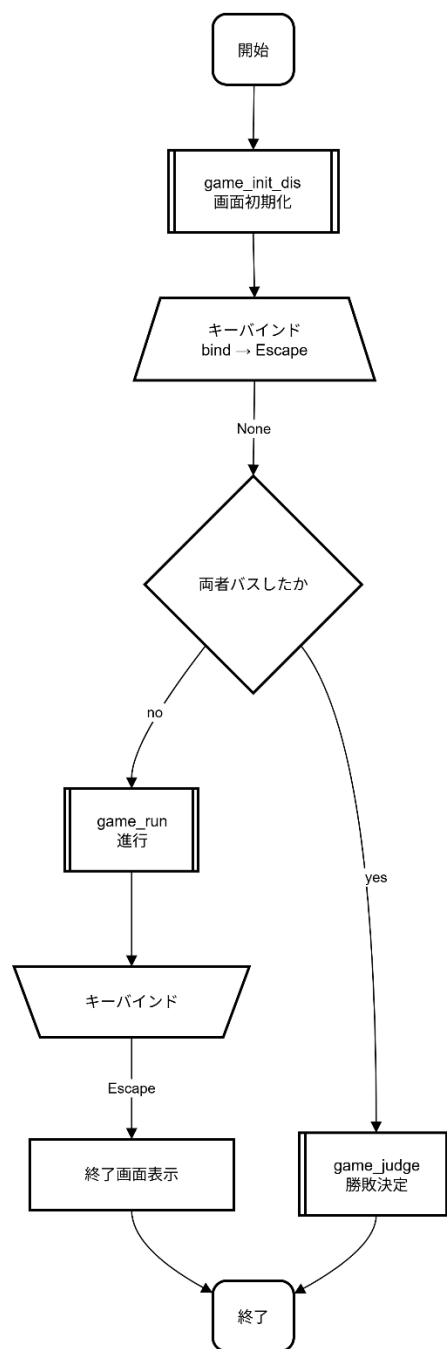 開始
game_init_dis
画面初期化
キーバインド
bind → Escape
None
両者パスしたか
no
game_run
進行
yes
キーバインド
Escape
終了画面表示
game_judge
勝敗決定
終了